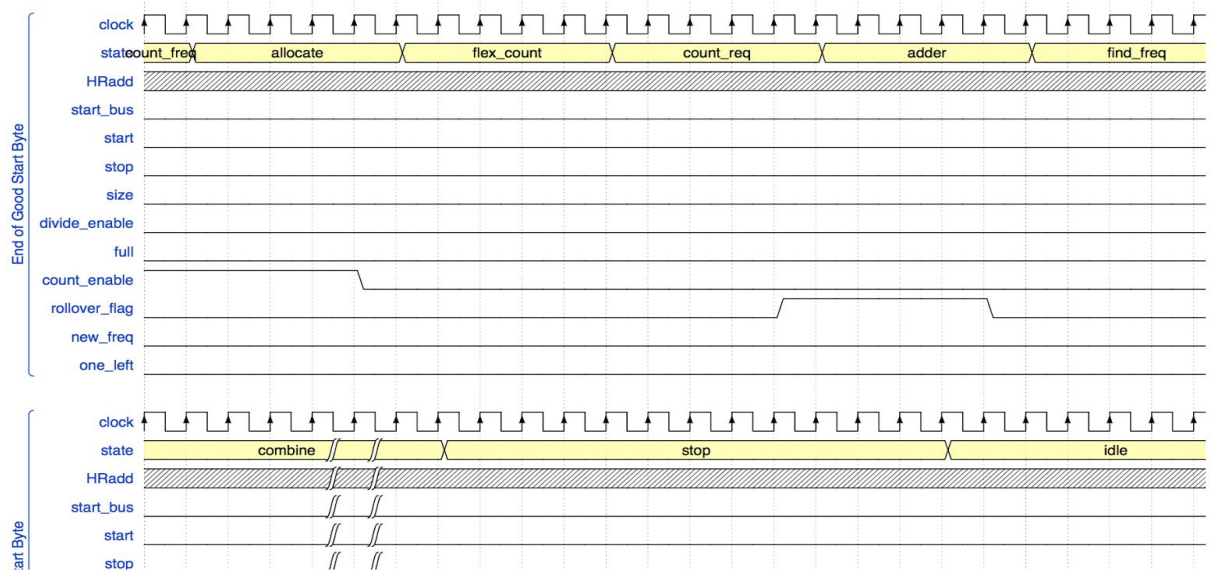 End of Good Start Byte
clock
state count_freq allocate flex_count count_req adder find_freq
HRadd
start_bus
start
stop
size
divide_enable
full
count_enable
rollover_flag
new_freq
one_left
clock
state combine stop idle
HRadd
start_bus
start
stop
Byte